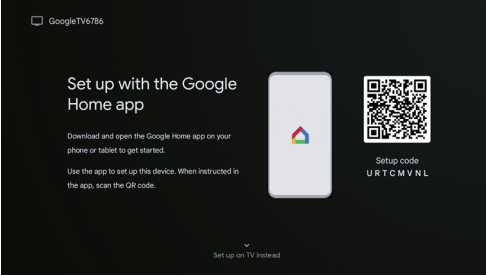 GoogleTV6786
Set up with the Google
Home app
Download and open the Google Home app on your
phone or tablet to get started.
Use the app to set up this device. When instructed in
the app, scan the QR code.
Setup code
URTCMVNL
Set up on TV instead